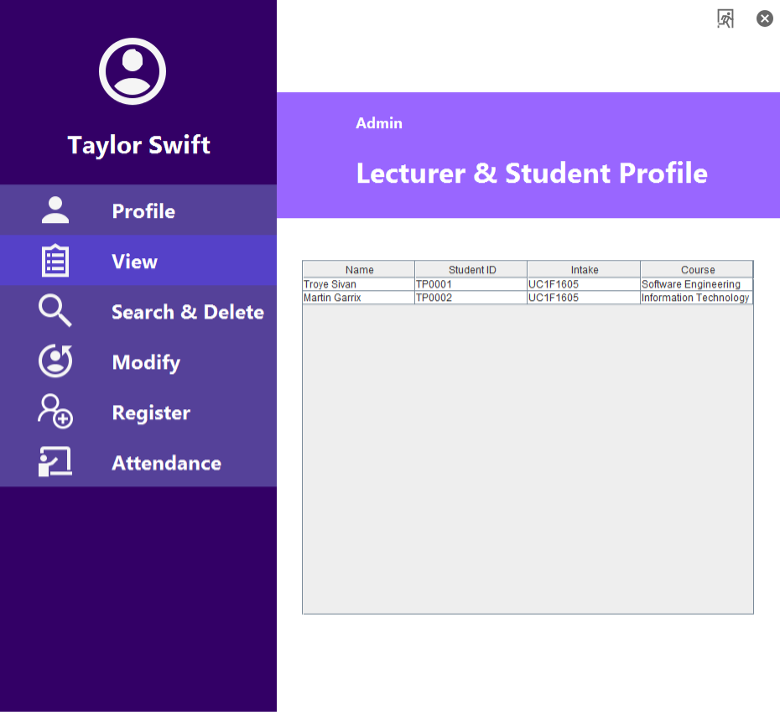 Taylor Swift
Profile
View
Search & Delete
Modify
Register
Attendance
Admin
Lecturer & Student Profile
Name Student ID Intake Course
Troye Sivan TP0001 UC1F1605 Software Engineering
Martin Garrix TP0002 UC1F1605 Information Technology